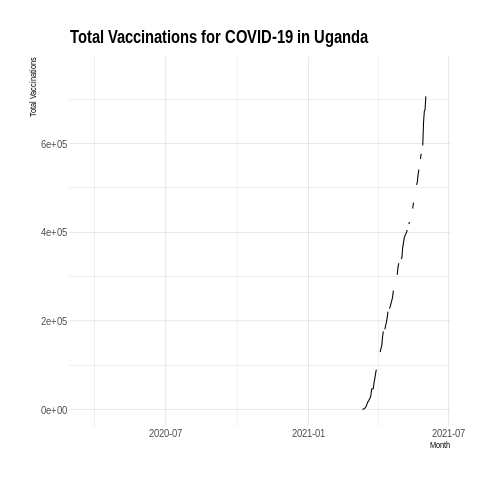 Total Vaccinations for COVID-19 in Uganda
Total Vaccinations
6e+05
4e+05
2e+05
0e+00
2020-07
2021-01
2021-07
Month